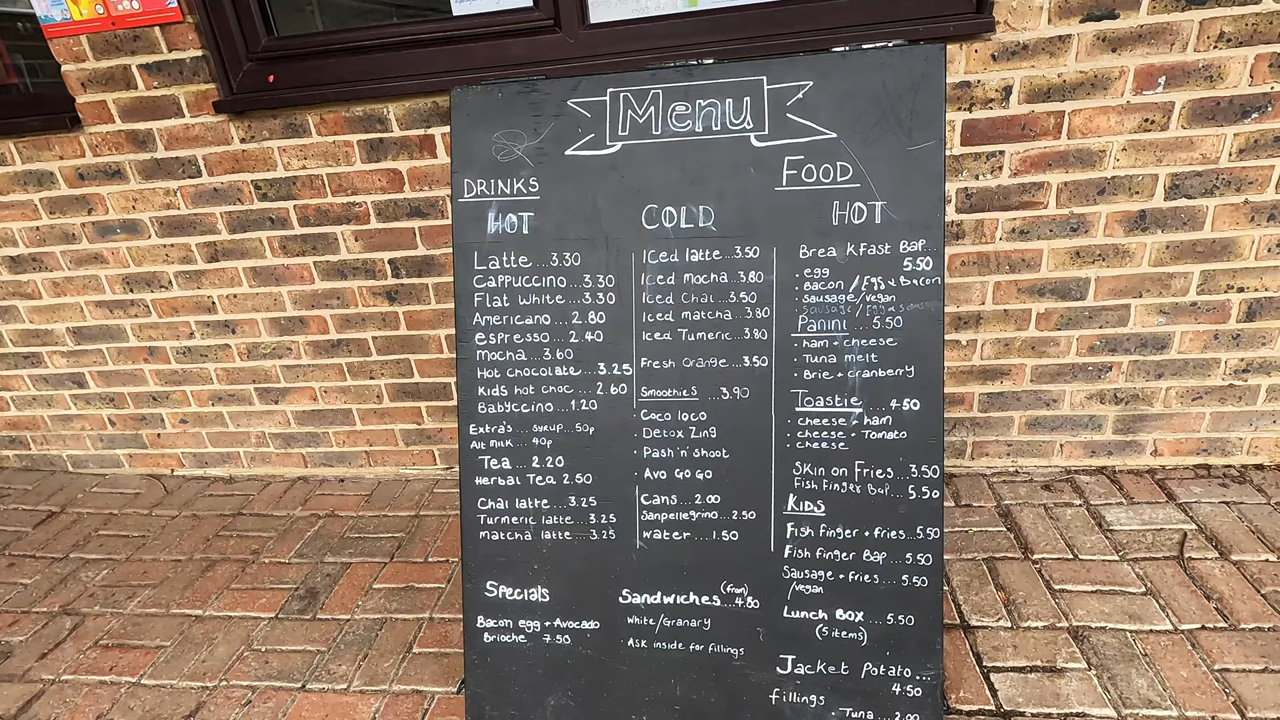 Menu
DRINKS
HOT
Latte...3.30
Cappuccino...3.30
Flat white...3.30
Americano...2.80
espresso...2.40
Mocha...3.60
Hot chocolate...3.25
Kids hot choc...2.60
Babyccino...1.20
Extra's...syrup...50p
Alt milk...40p
Tea...2.20
Herbal Tea 2.50
Chai latte...3.25
Turmeric latte...3.25
matcha latte...3.25
Specials
Bacon egg + Avocado
Brioche 7.50
COLD
Iced latte...3.50
Iced mocha...3.80
Iced Chai...3.50
Iced matcha...3.80
Iced Tumeric...3.80
Fresh Orange...3.50
Smoothies...3.90
· Coco loco
· Detox Zing
· Pash 'n' Shoot
· Avo Go Go
Cans...2.00
Sanpellegrino...2.50
water...1.50
Sandwiches (from)...4.80
White/Granary
· Ask inside for fillings
FOOD
HOT
Breakfast Bap...
5.50
· egg
· Bacon / Egg + Bacon
· sausage/vegan
· Sausage / Egg +
Panini...5.50
· ham + cheese
· Tuna melt
· Brie + cranberry
Toastie...4.50
· cheese + ham
· cheese + Tomato
· cheese
Skin on Fries...3.50
Fish finger Bap...5.50
KIDS
Fish finger + fries...5.50
Fish finger Bap...5.50
Sausage + fries...5.50
/vegan
Lunch Box...5.50
(5 items)
Jacket Potato...
4.50
fillings
· Tuna...2.00